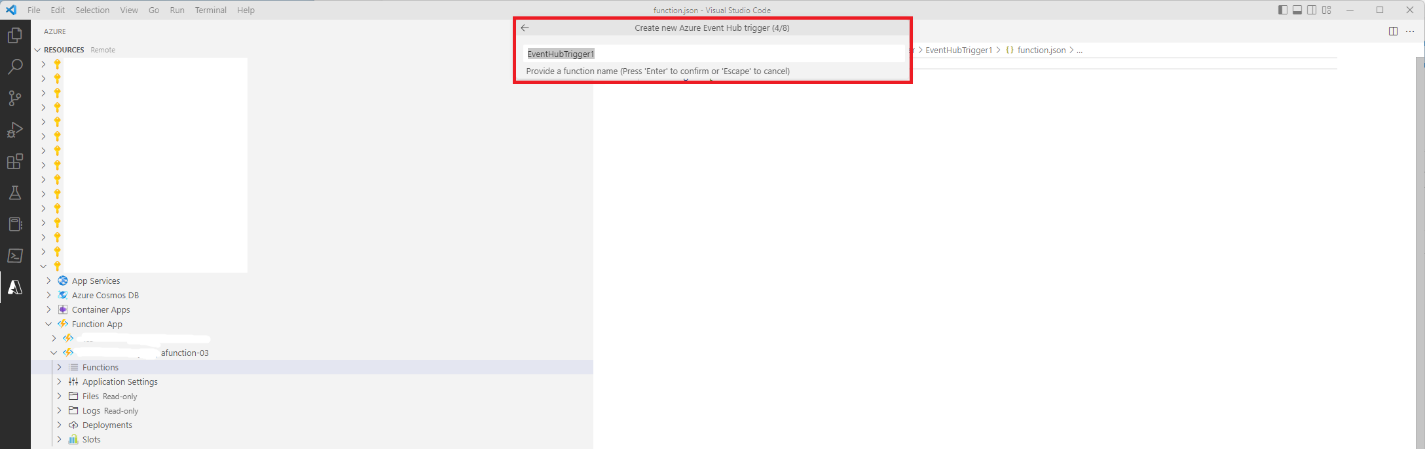 File Edit Selection View Go Run Terminal Help
function.json - Visual Studio Code
AZURE
Create new Azure Event Hub trigger (4/8)
RESOURCES Remote
EventHubTrigger1
EventHubTrigger1 > {} function.json > ...
Provide a function name (Press 'Enter' to confirm or 'Escape' to cancel)
App Services
Azure Cosmos DB
Container Apps
Function App
afunction-03
Functions
Application Settings
Files Read-only
Logs Read-only
Deployments
Slots